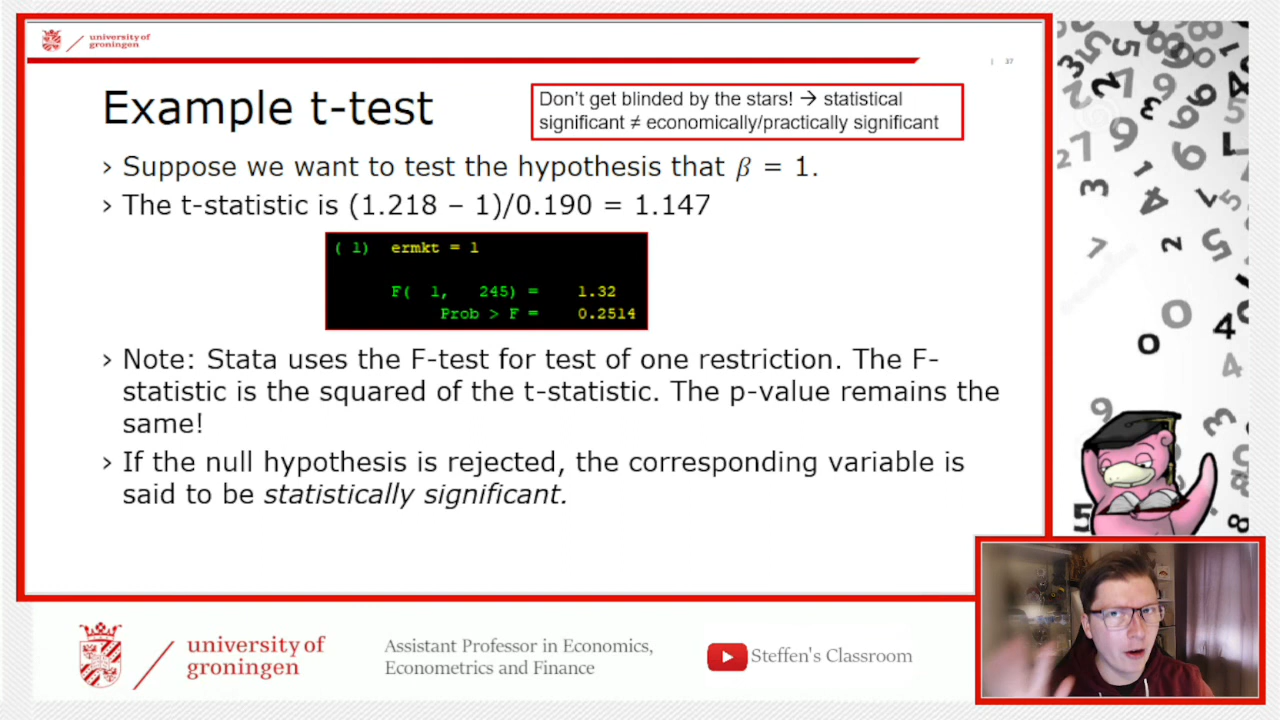 university of
groningen
| 37
Example t-test
Don't get blinded by the stars! → statistical
significant ≠ economically/practically significant
› Suppose we want to test the hypothesis that β = 1.
› The t-statistic is (1.218 – 1)/0.190 = 1.147
( 1) ermkt = 1
F( 1, 245) = 1.32
Prob > F = 0.2514
› Note: Stata uses the F-test for test of one restriction. The F-
statistic is the squared of the t-statistic. The p-value remains the
same!
› If the null hypothesis is rejected, the corresponding variable is
said to be statistically significant.
university of
groningen
Assistant Professor in Economics,
Econometrics and Finance
Steffen's Classroom